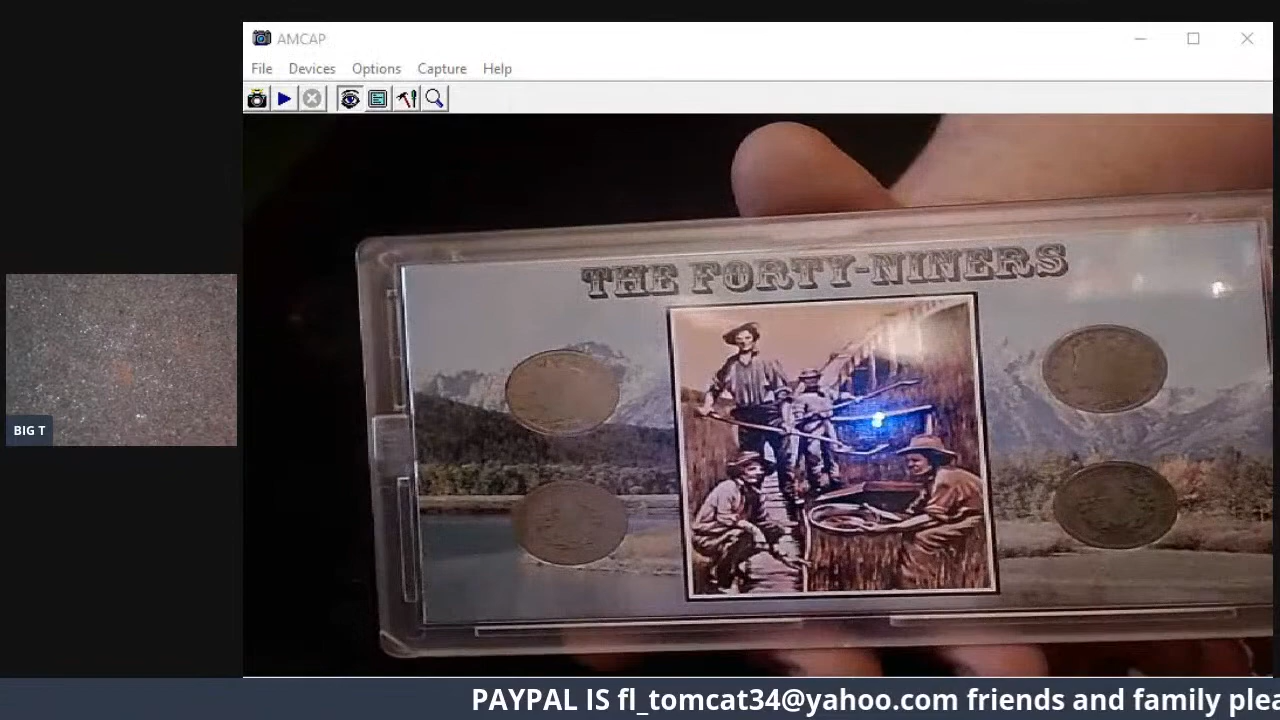 AMCAP
File Devices Options Capture Help
THE FORTY-NINERS
BIG T
PAYPAL IS fl_tomcat34@yahoo.com friends and family plea